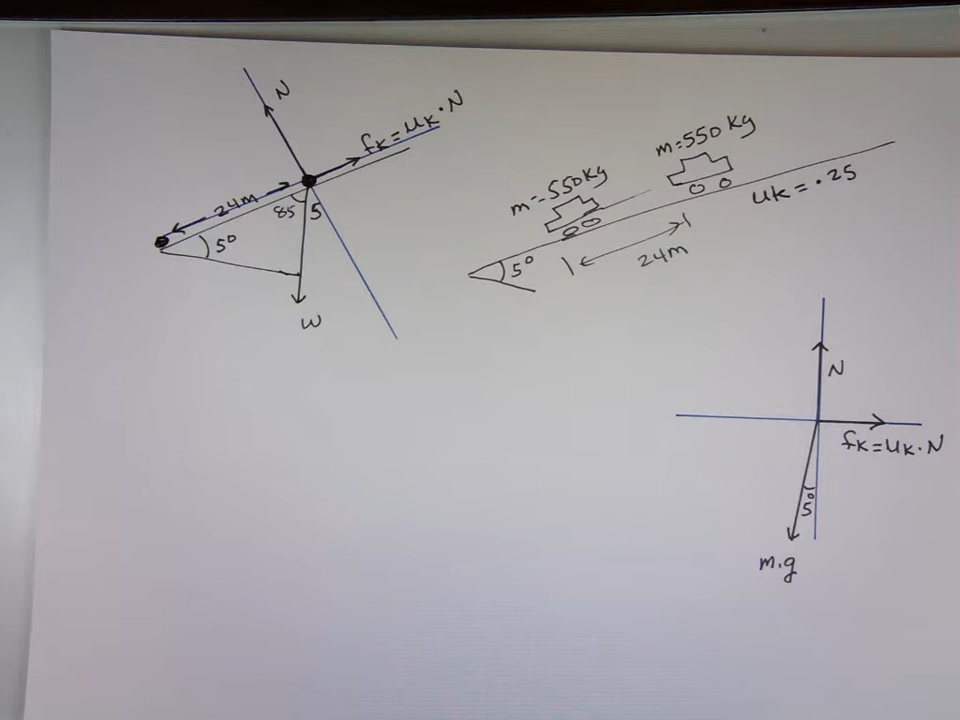 N
fK = uK · N
24m
85
5
5°
W
m = 550 kg
m = 550 kg
uK = .25
5°
24m
N
fK = uK · N
5°
m.g